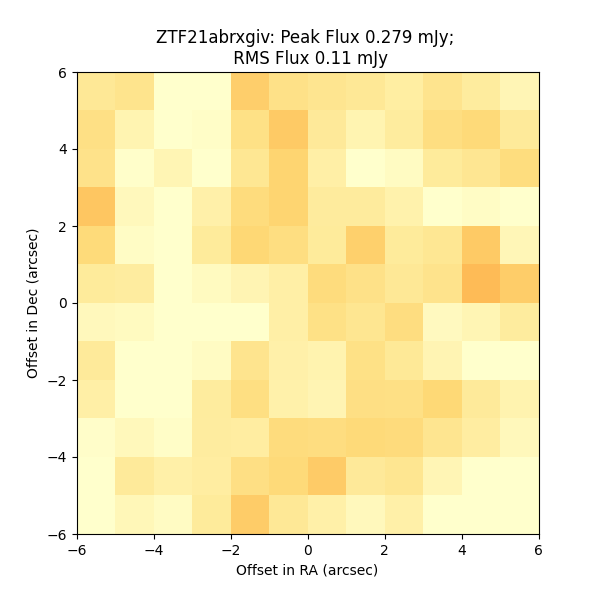 ZTF21abrxgiv: Peak Flux 0.279 mJy;
RMS Flux 0.11 mJy
6
4
2
0
−2
−4
−6
Offset in Dec (arcsec)
−6 −4 −2 0 2 4 6
Offset in RA (arcsec)